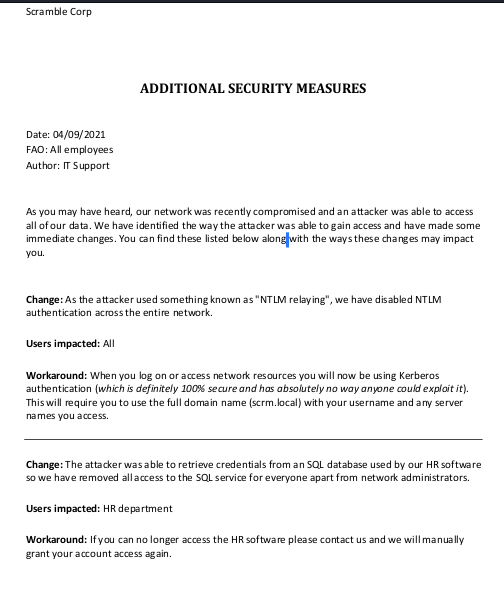 Scramble Corp
ADDITIONAL SECURITY MEASURES
Date: 04/09/2021
FAO: All employees
Author: IT Support
As you may have heard, our network was recently compromised and an attacker was able to access
all of our data. We have identified the way the attacker was able to gain access and have made some
immediate changes. You can find these listed below along with the ways these changes may impact
you.
Change: As the attacker used something known as "NTLM relaying", we have disabled NTLM
authentication across the entire network.
Users impacted: All
Workaround: When you log on or access network resources you will now be using Kerberos
authentication (which is definitely 100% secure and has absolutely no way anyone could exploit it).
This will require you to use the full domain name (scrm.local) with your username and any server
names you access.
Change: The attacker was able to retrieve credentials from an SQL database used by our HR software
so we have removed all access to the SQL service for everyone apart from network administrators.
Users impacted: HR department
Workaround: If you can no longer access the HR software please contact us and we will manually
grant your account access again.